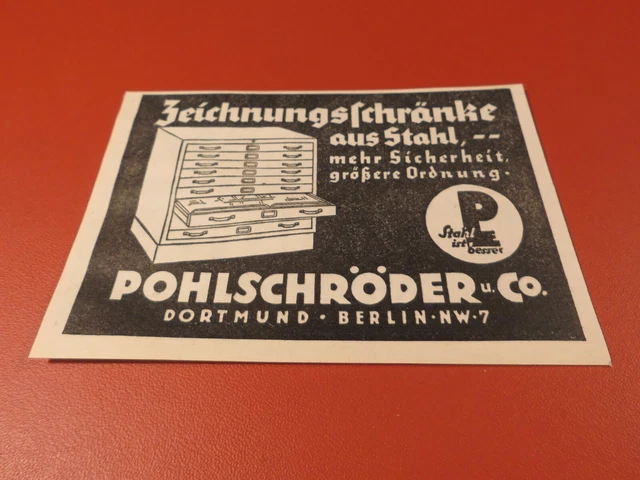 Zeichnungsschränke
aus Stahl, --
mehr Sicherheit,
größere Ordnung.
P
Stahl
ist
besser
POHLSCHRÖDER u. Co.
DORTMUND · BERLIN·NW·7